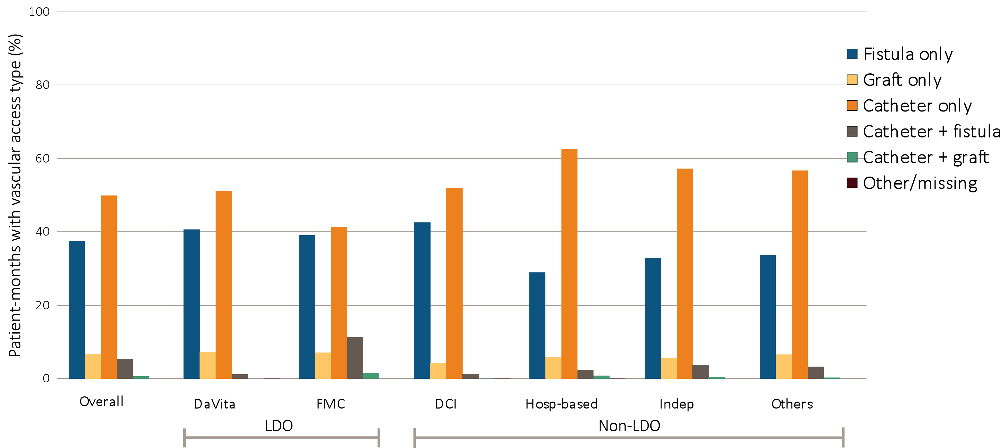 Patient-months with vascular access type (%)
100
80
60
40
20
0
Fistula only
Graft only
Catheter only
Catheter + fistula
Catheter + graft
Other/missing
Overall
DaVita
FMC
DCI
Hosp-based
Indep
Others
LDO
Non-LDO